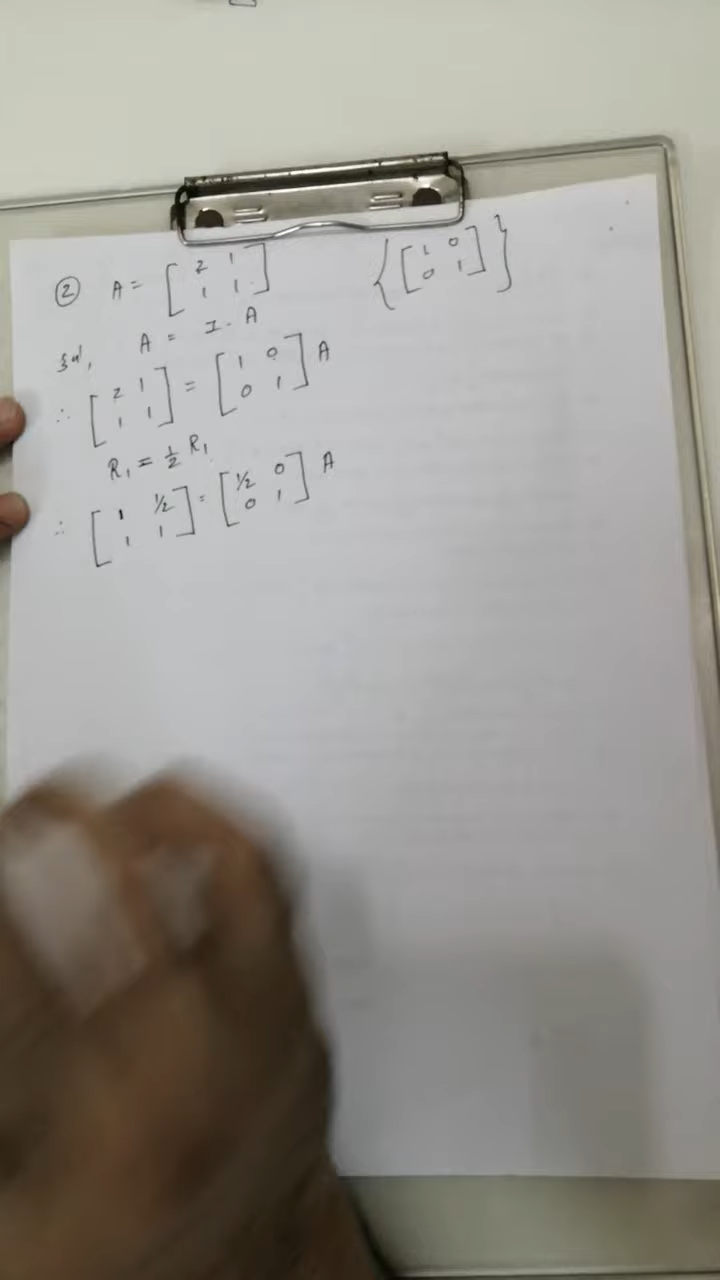 ② A = [ 2 1 ; 1 1 ] { [ 1 0 ; 0 1 ] }
Sol, A = I · A
∴ [ 2 1 ; 1 1 ] = [ 1 0 ; 0 1 ] A
R₁ = ½ R₁
∴ [ 1 1/2 ; 1 1 ] = [ 1/2 0 ; 0 1 ] A